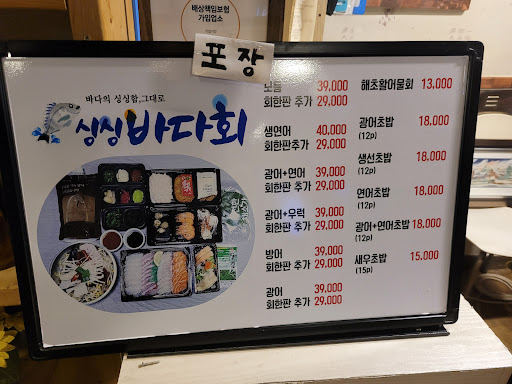 배상책임보험
가입업소
포장
바다의 싱싱함,그대로
싱싱바다회
모듬 39,000
회한판 추가 29,000
생연어 40,000
회한판 추가 29,000
광어+연어 39,000
회한판 추가 29,000
광어+우럭 39,000
회한판 추가 29,000
방어 39,000
회한판 추가 29,000
광어 39,000
회한판 추가 29,000
해초활어물회 13,000
광어초밥 18,000
(12p)
생선초밥 18,000
(12p)
연어초밥 18,000
(12p)
광어+연어초밥 18,000
(12p)
새우초밥 15,000
(15p)